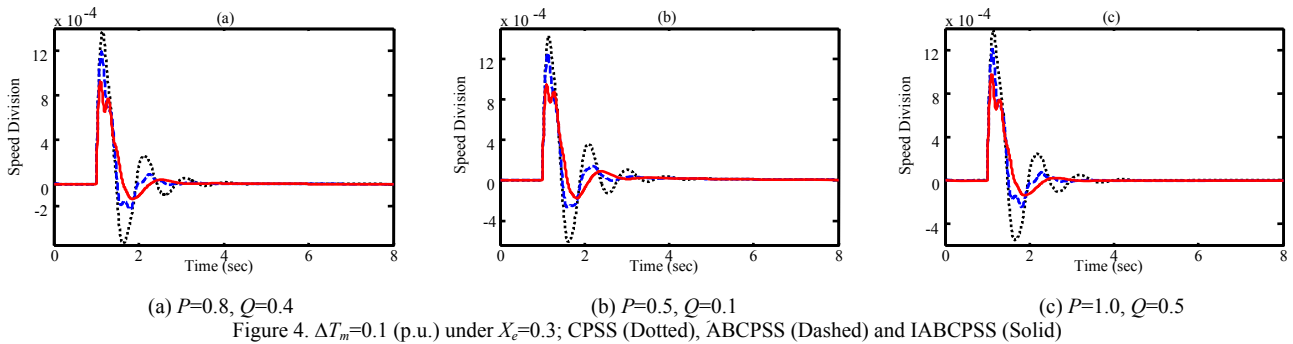 x 10⁻⁴
(a)
12
8
4
0
-2
Speed Division
0 2 4 6 8
Time (sec)
x 10⁻⁴
(b)
12
8
4
0
-4
Speed Division
0 2 4 6 8
Time (sec)
x 10⁻⁴
(c)
12
8
4
0
-4
Speed Division
0 2 4 6 8
Time (sec)
(a) P=0.8, Q=0.4
(b) P=0.5, Q=0.1
(c) P=1.0, Q=0.5
Figure 4. ΔTₘ=0.1 (p.u.) under Xₑ=0.3; CPSS (Dotted), ABCPSS (Dashed) and IABCPSS (Solid)